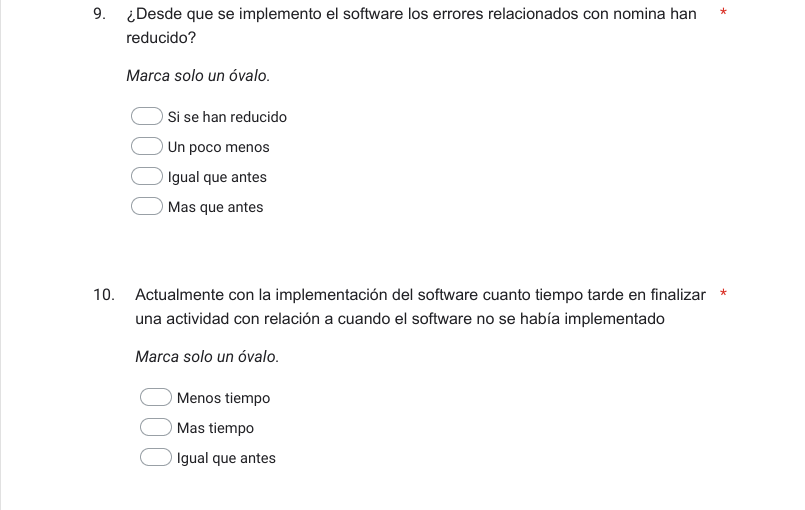 9. ¿Desde que se implemento el software los errores relacionados con nomina han *
reducido?
Marca solo un óvalo.
Si se han reducido
Un poco menos
Igual que antes
Mas que antes
10. Actualmente con la implementación del software cuanto tiempo tarde en finalizar *
una actividad con relación a cuando el software no se había implementado
Marca solo un óvalo.
Menos tiempo
Mas tiempo
Igual que antes